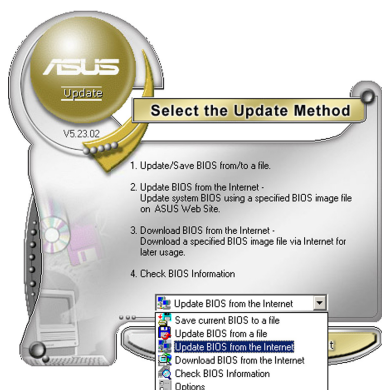 ASUS
Update
V5.23.02
Select the Update Method
1. Update/Save BIOS from/to a file.
2. Update BIOS from the Internet -
Update system BIOS using a specified BIOS image file
on ASUS Web Site.
3. Download BIOS from the Internet -
Download a specified BIOS image file via Internet for
later usage.
4. Check BIOS Information
Update BIOS from the Internet
Save current BIOS to a file
Update BIOS from a file
Update BIOS from the Internet
Download BIOS from the Internet
Check BIOS Information
Options